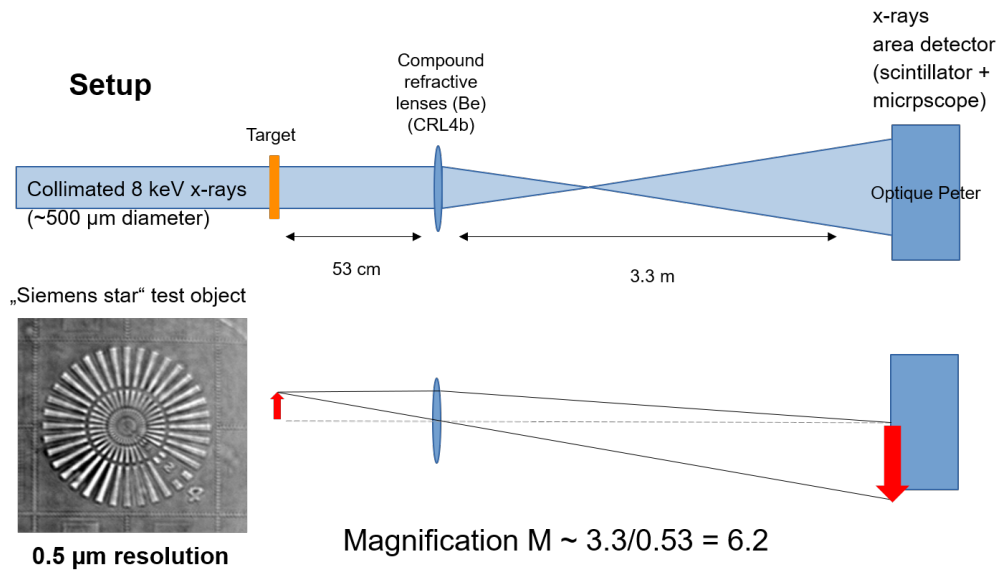 Setup
Target
Compound
refractive
lenses (Be)
(CRL4b)
x-rays
area detector
(scintillator +
micrpscope)
Collimated 8 keV x-rays
(~500 µm diameter)
Optique Peter
53 cm
3.3 m
„Siemens star“ test object
0.5 µm resolution
Magnification M ~ 3.3/0.53 = 6.2